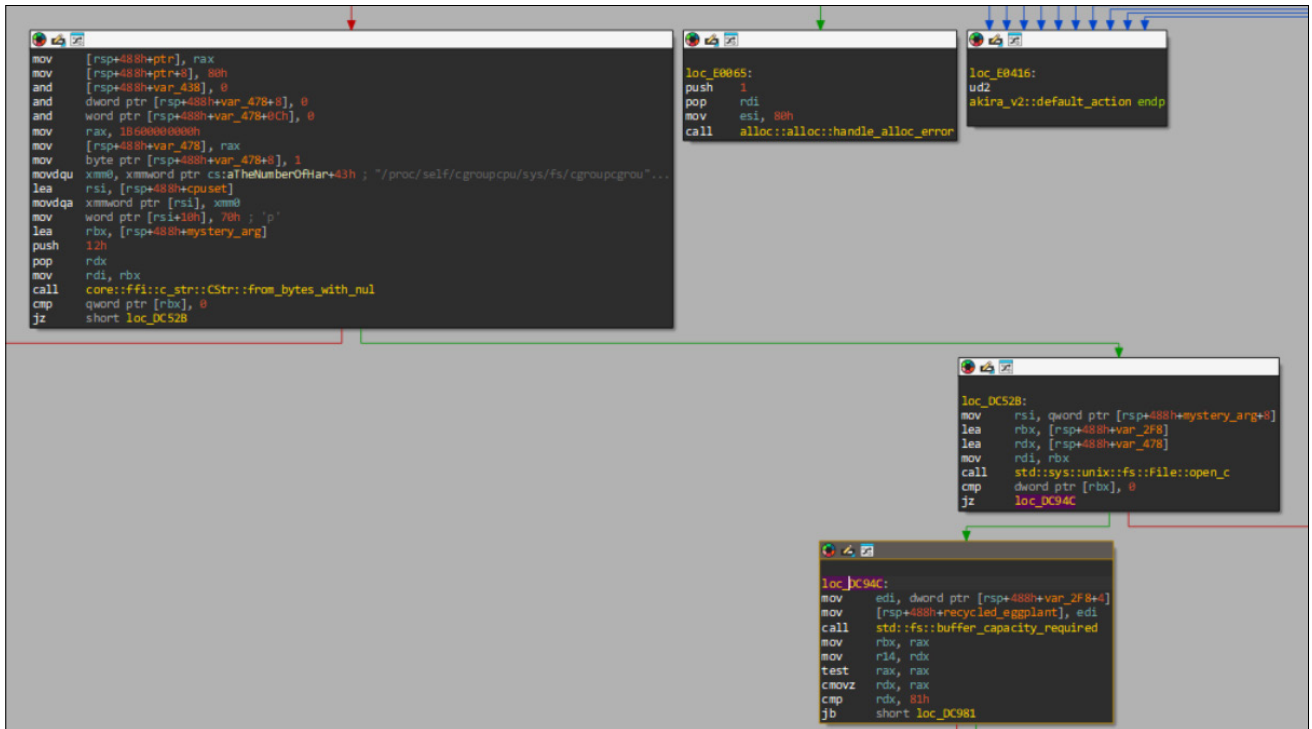 mov [rsp+488h+ptr], rax
mov [rsp+488h+ptr+8], 80h
and [rsp+488h+var_438], 0
and dword ptr [rsp+488h+var_478+8], 0
and word ptr [rsp+488h+var_478+0Ch], 0
mov rax, 1B600000000h
mov [rsp+488h+var_478], rax
mov byte ptr [rsp+488h+var_478+8], 1
movdqu xmm0, xmmword ptr cs:aTheNumberOfHar+43h ; "/proc/self/cgroupcpu/sys/fs/cgroupcgrou"...
lea rsi, [rsp+488h+cpuset]
movdqa xmmword ptr [rsi], xmm0
mov word ptr [rsi+10h], 70h ; 'p'
lea rbx, [rsp+488h+mystery_arg]
push 12h
pop rdx
mov rdi, rbx
call core::ffi::c_str::CStr::from_bytes_with_nul
cmp qword ptr [rbx], 0
jz short loc_DC52B
loc_E0065:
push 1
pop rdi
mov esi, 80h
call alloc::alloc::handle_alloc_error
loc_E0416:
ud2
akira_v2::default_action endp
loc_DC52B:
mov rsi, qword ptr [rsp+488h+mystery_arg+8]
lea rbx, [rsp+488h+var_2F8]
lea rdx, [rsp+488h+var_478]
mov rdi, rbx
call std::sys::unix::fs::File::open_c
cmp dword ptr [rbx], 0
jz loc_DC94C
loc_DC94C:
mov edi, dword ptr [rsp+488h+var_2F8+4]
mov [rsp+488h+recycled_eggplant], edi
call std::fs::buffer_capacity_required
mov rbx, rax
mov r14, rdx
test rax, rax
cmovz rdx, rax
cmp rdx, 81h
jb short loc_DC981